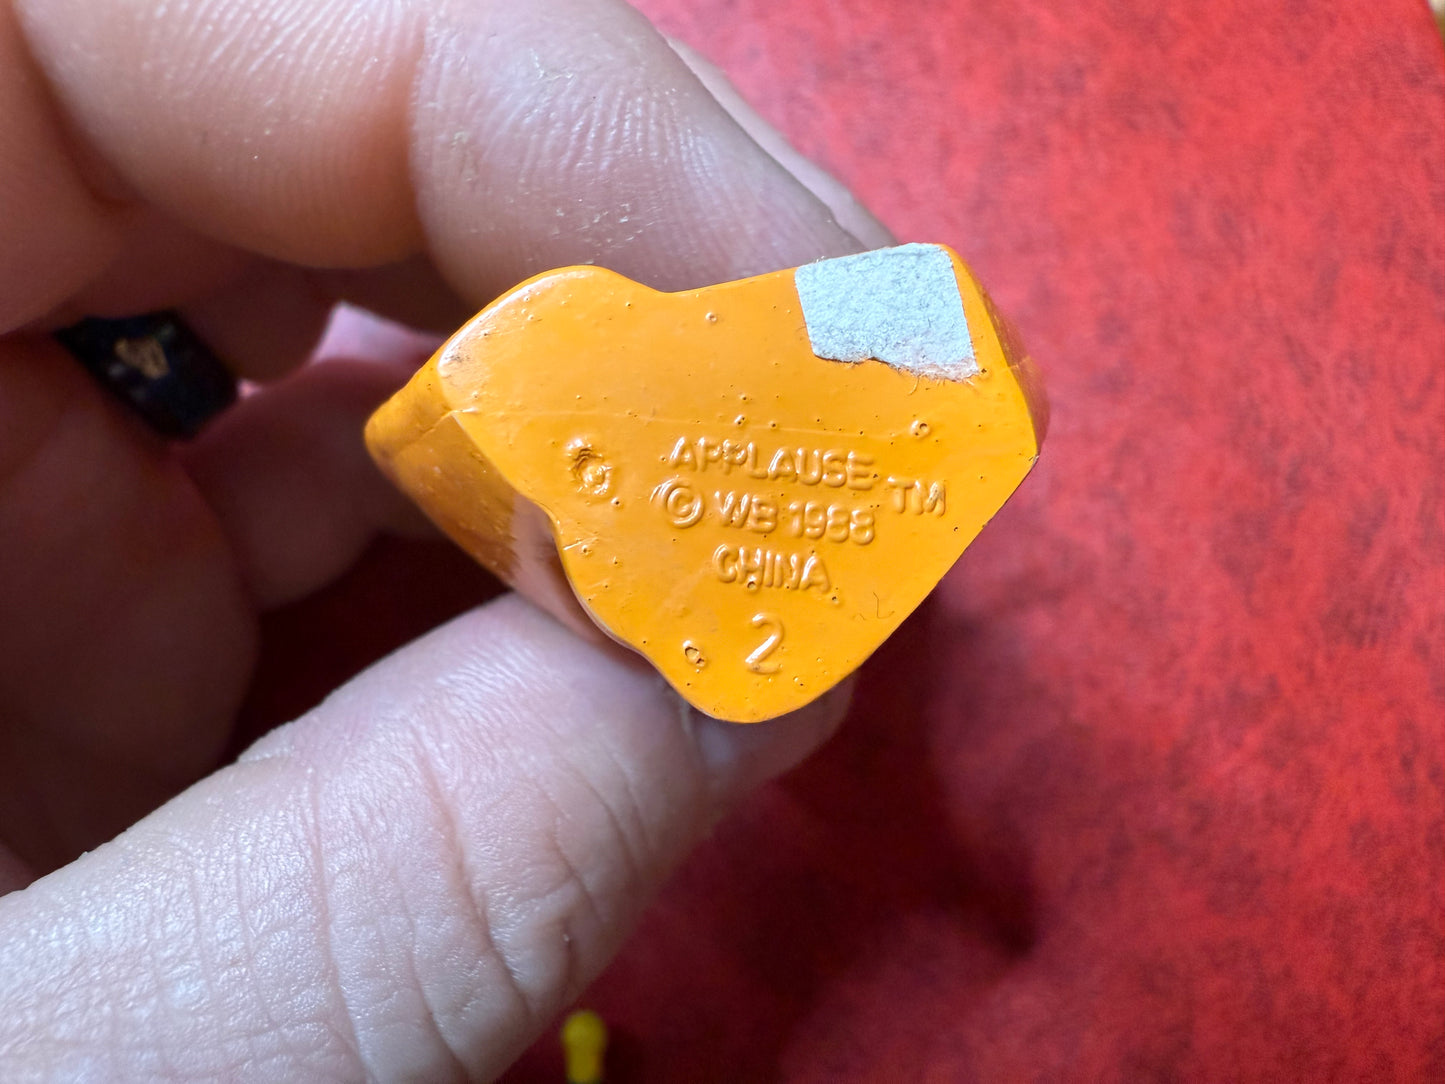 APPLAUSE TM
© WB 1988
CHINA
2